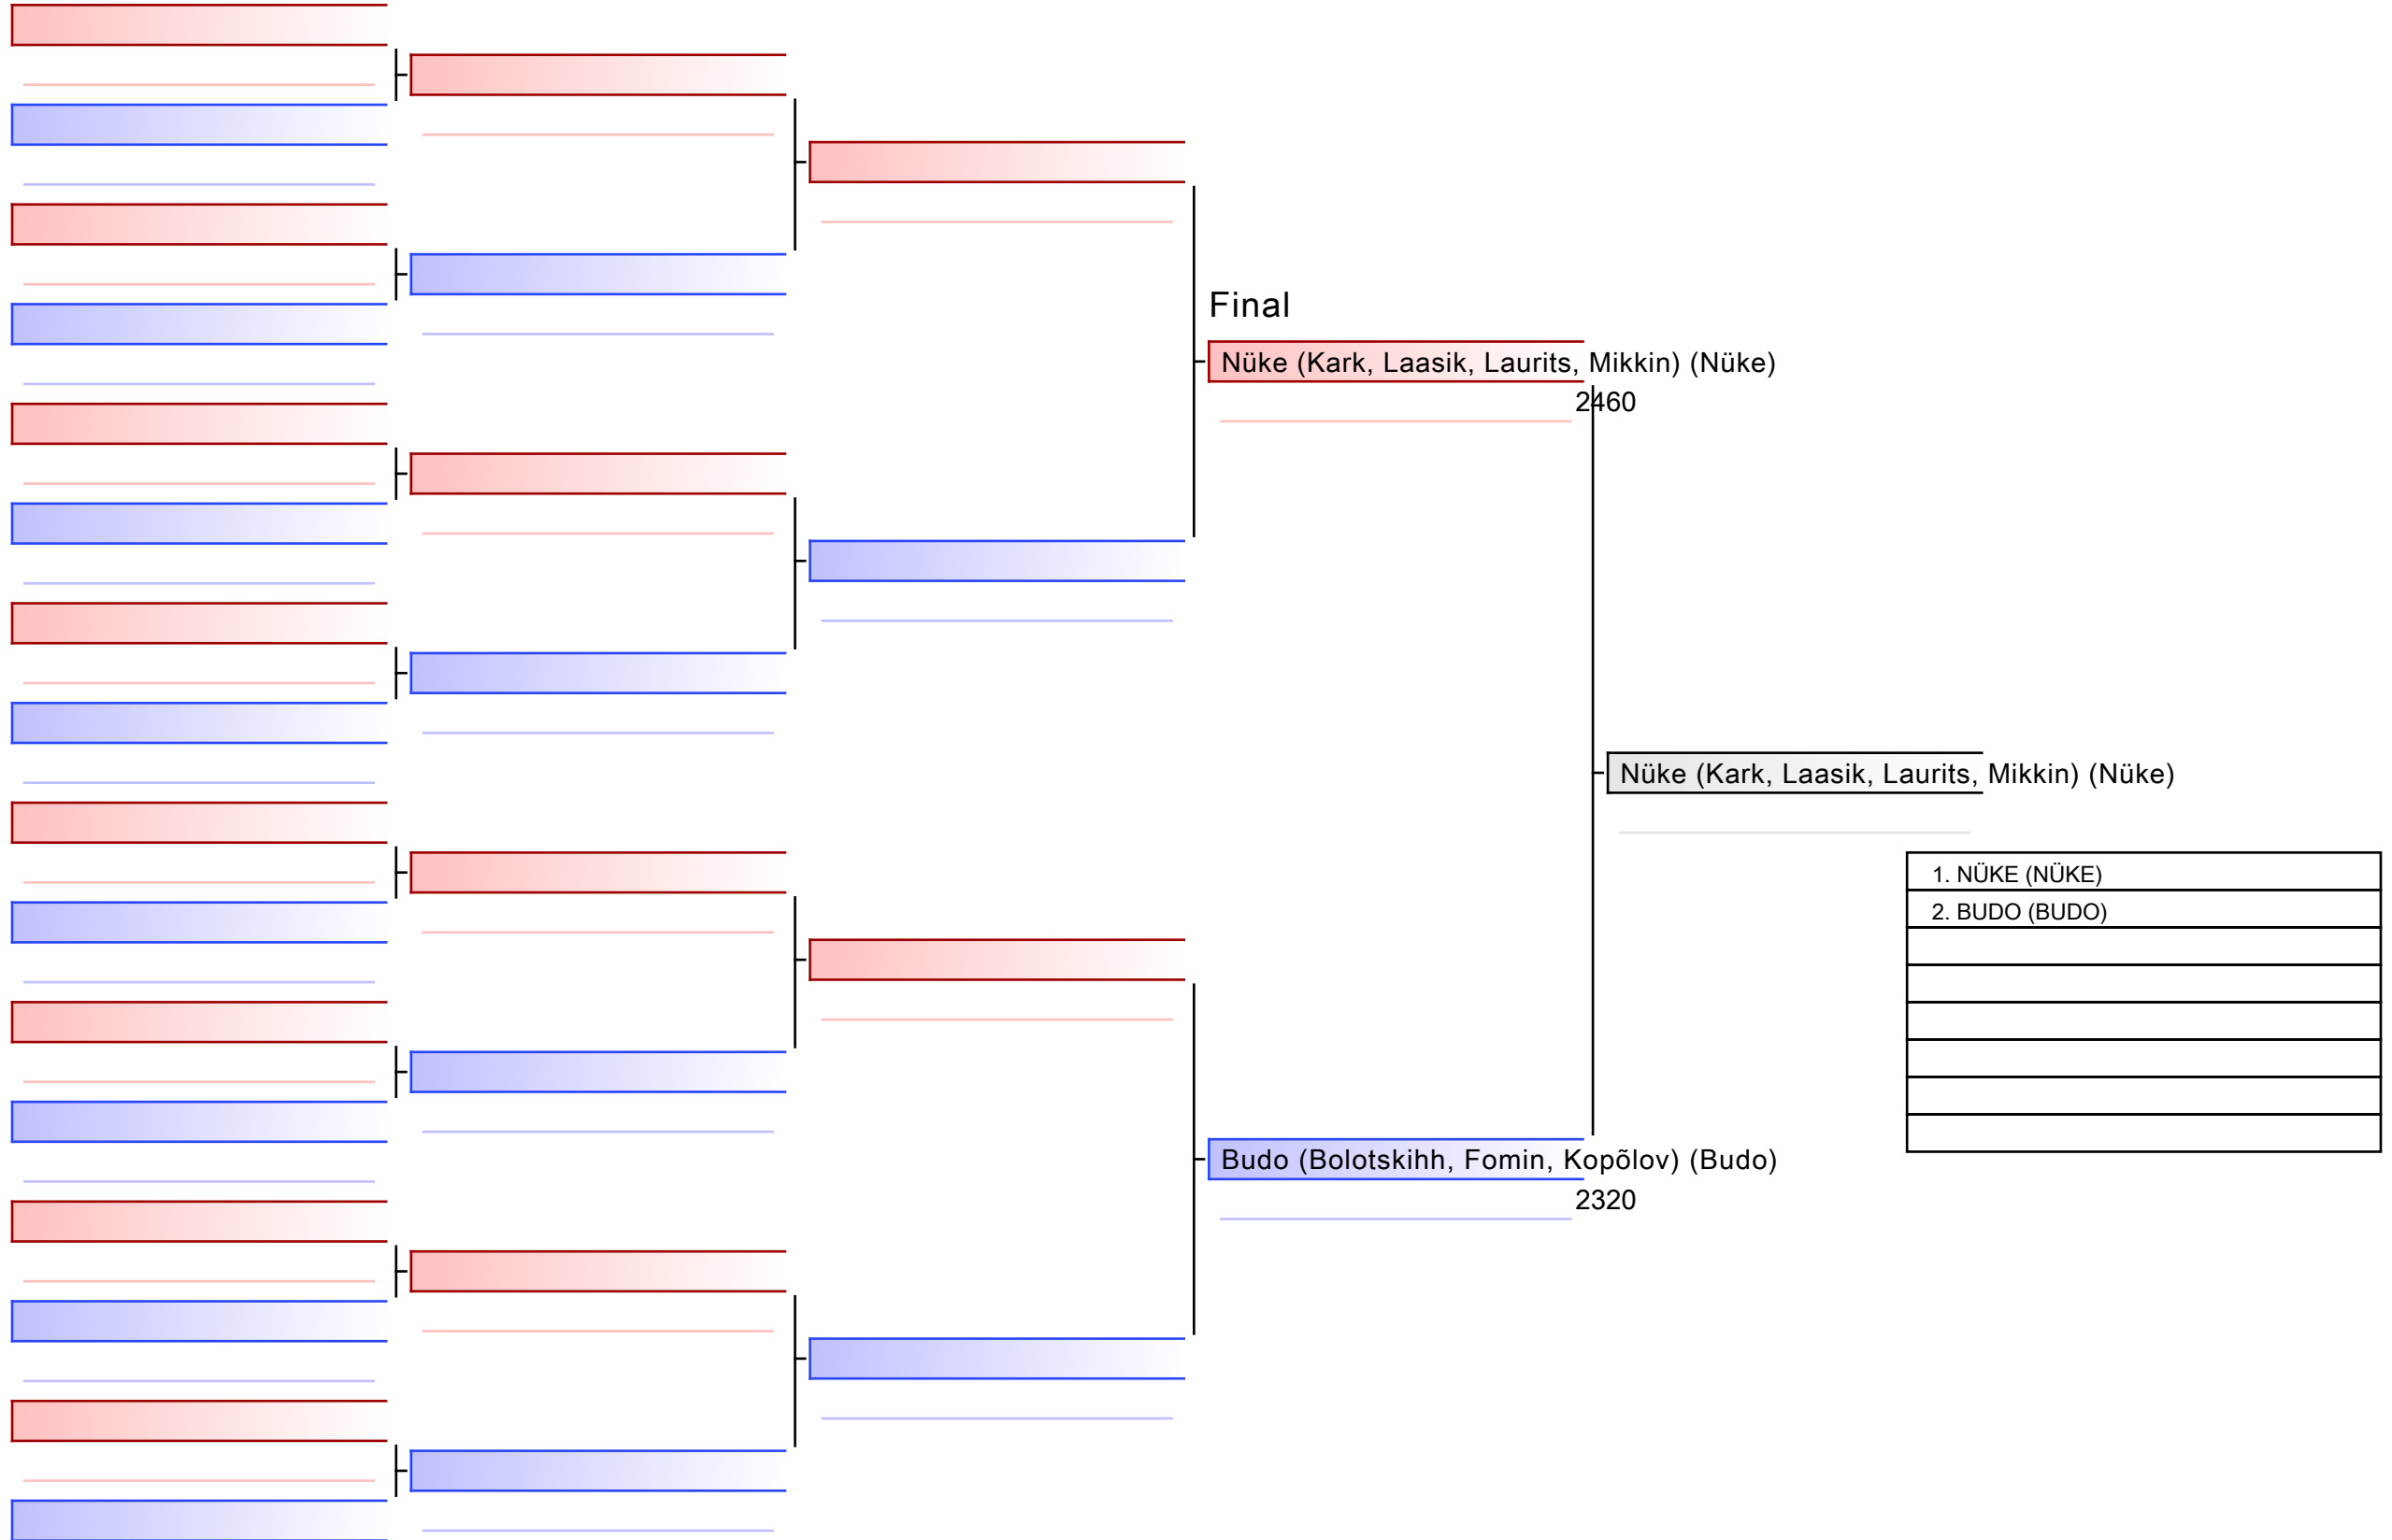 Final
Nüke (Kark, Laasik, Laurits, Mikkin) (Nüke)
2460
Nüke (Kark, Laasik, Laurits, Mikkin) (Nüke)
1. NÜKE (NÜKE)
2. BUDO (BUDO)
Budo (Bolotskihh, Fomin, Kopõlov) (Budo)
2320